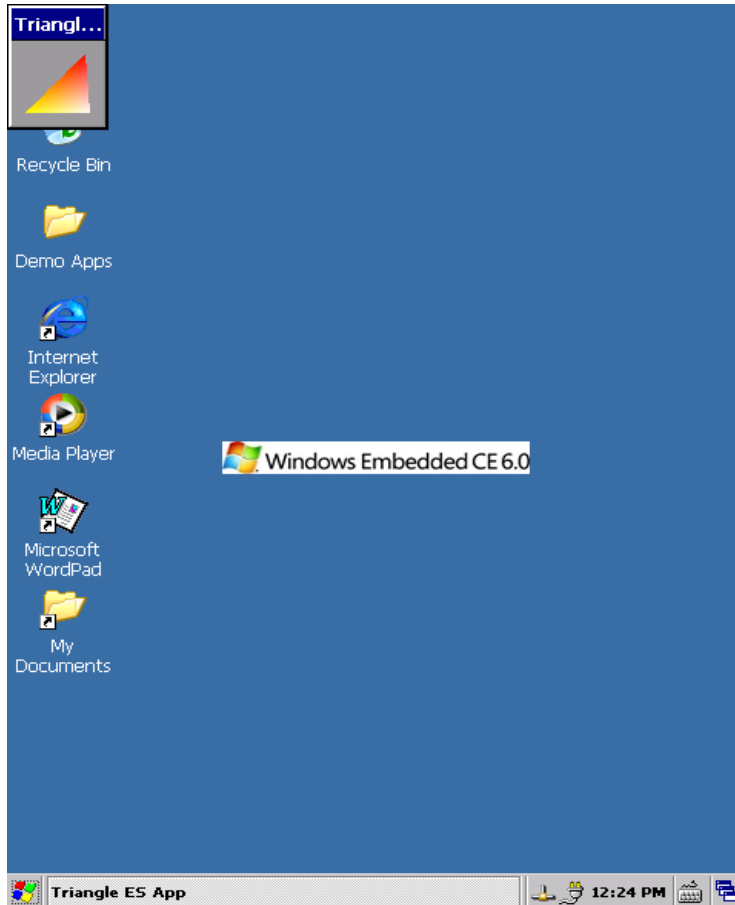 Triangl...
Recycle Bin
Demo Apps
Internet
Explorer
Media Player
Windows Embedded CE 6.0
Microsoft
WordPad
My
Documents
Triangle ES App
12:24 PM